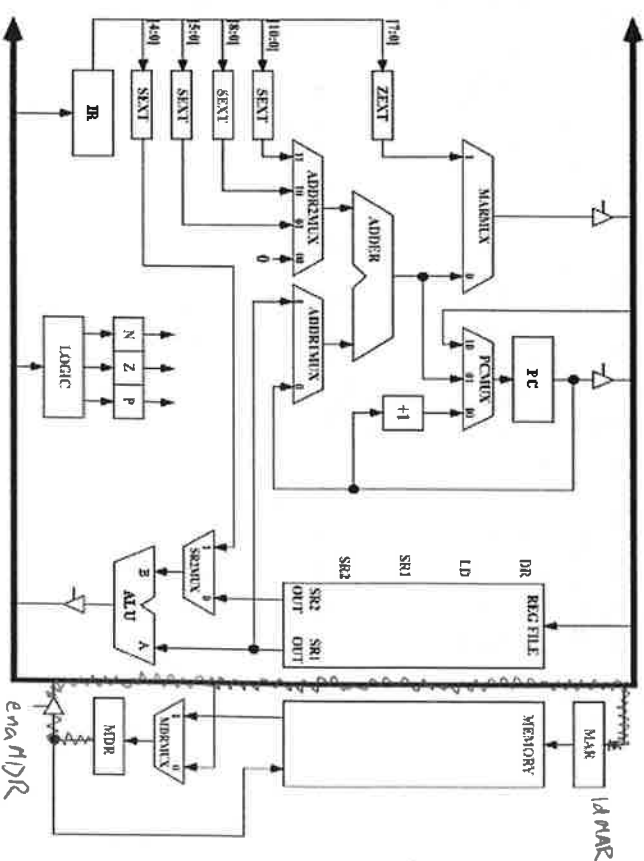 [4:0]
[5:0]
[8:0]
[10:0]
[7:0]
IR
SEXT
SEXT
SEXT
SEXT
ZEXT
11
10
01
00
0
ADDR2MUX
ADDER
1
0
ADDR1MUX
1
0
MARMUX
10
01
00
PCMUX
PC
+1
LOGIC
N
Z
P
REG FILE
DR
LD
SR1
SR2
SR2 OUT
SR1 OUT
1
0
SR2MUX
B
A
ALU
MEMORY
MAR
1
0
MDRMUX
MDR
enaMDR
ldMAR